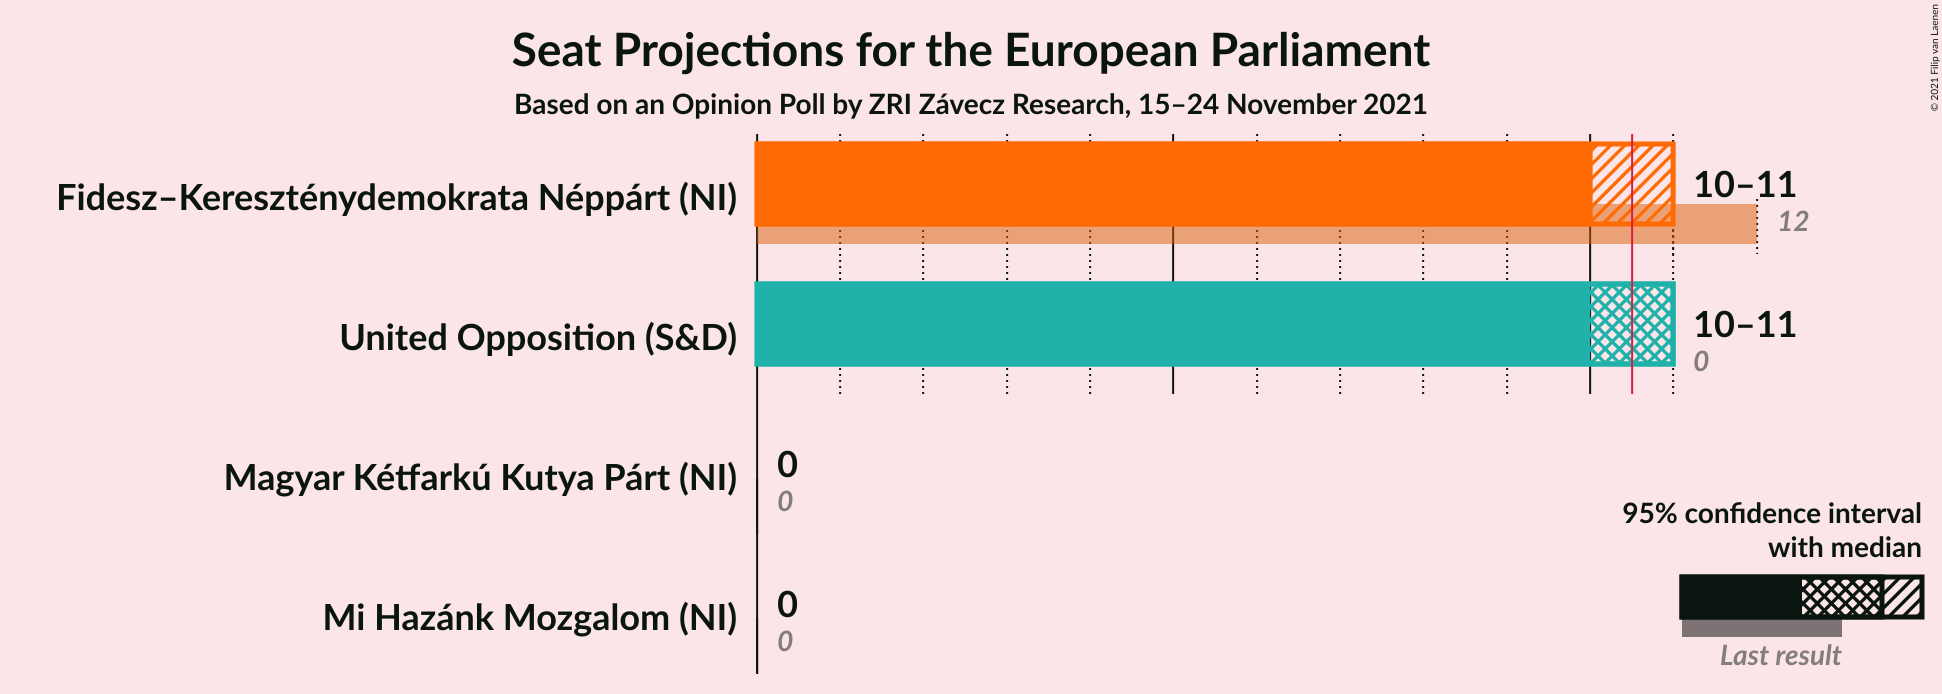 Seat Projections for the European Parliament
Based on an Opinion Poll by ZRI Závecz Research, 15–24 November 2021
© 2021 Filip van Laenen
Fidesz–Kereszténydemokrata Néppárt (NI)
10–11
12
United Opposition (S&D)
10–11
0
Magyar Kétfarkú Kutya Párt (NI)
0
0
Mi Hazánk Mozgalom (NI)
0
0
95% confidence interval
with median
Last result